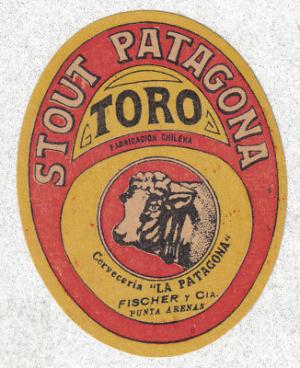 STOUT PATAGONA
TORO
FABRICACION CHILENA
Cervecería "LA PATAGONA"
FISCHER Y Cia.
PUNTA ARENAS